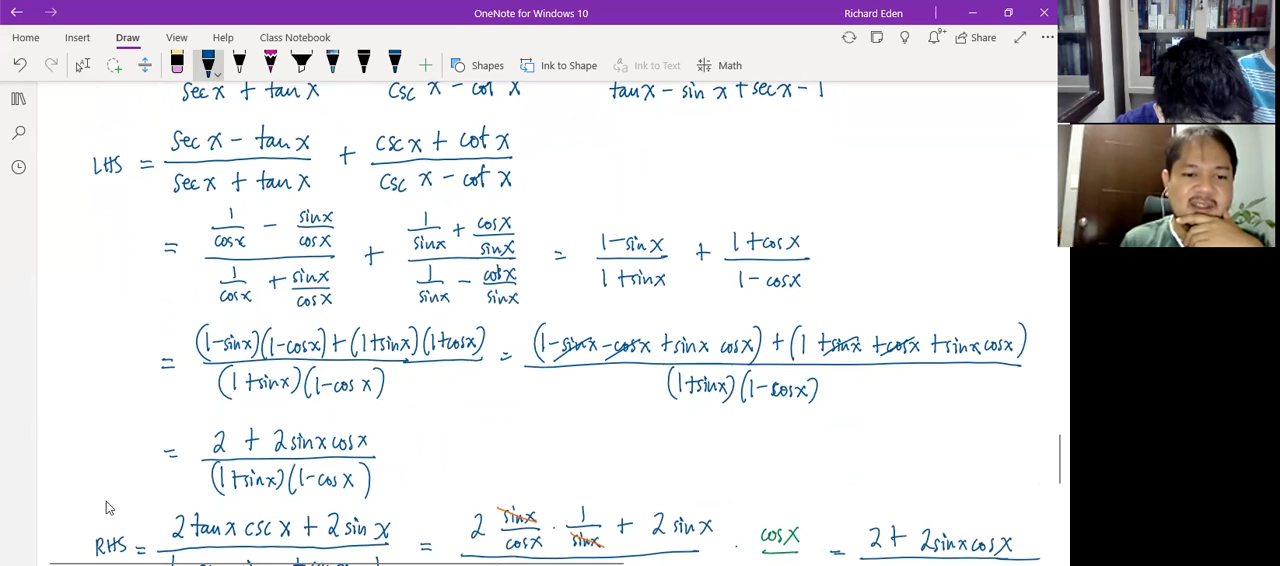 OneNote for Windows 10
Richard Eden
Home Insert Draw View Help Class Notebook
Share
Shapes Ink to Shape Ink to Text Math
sec x + tan x csc x - cot x tan x - sin x + sec x - 1
LHS = (sec x - tan x)/(sec x + tan x) + (csc x + cot x)/(csc x - cot x)
= (1/cos x - sin x/cos x)/(1/cos x + sin x/cos x) + (1/sin x + cos x/sin x)/(1/sin x - cos x/sin x) = (1 - sin x)/(1 + sin x) + (1 + cos x)/(1 - cos x)
= ((1 - sin x)(1 - cos x) + (1 + sin x)(1 + cos x))/((1 + sin x)(1 - cos x)) = ((1 - sin x - cos x + sin x cos x) + (1 + sin x + cos x + sin x cos x))/((1 + sin x)(1 - cos x))
= (2 + 2 sin x cos x)/((1 + sin x)(1 - cos x))
RHS = 2 tan x csc x + 2 sin x = 2 sin x/cos x · 1/sin x + 2 sin x · cos x = 2 + 2 sin x cos x